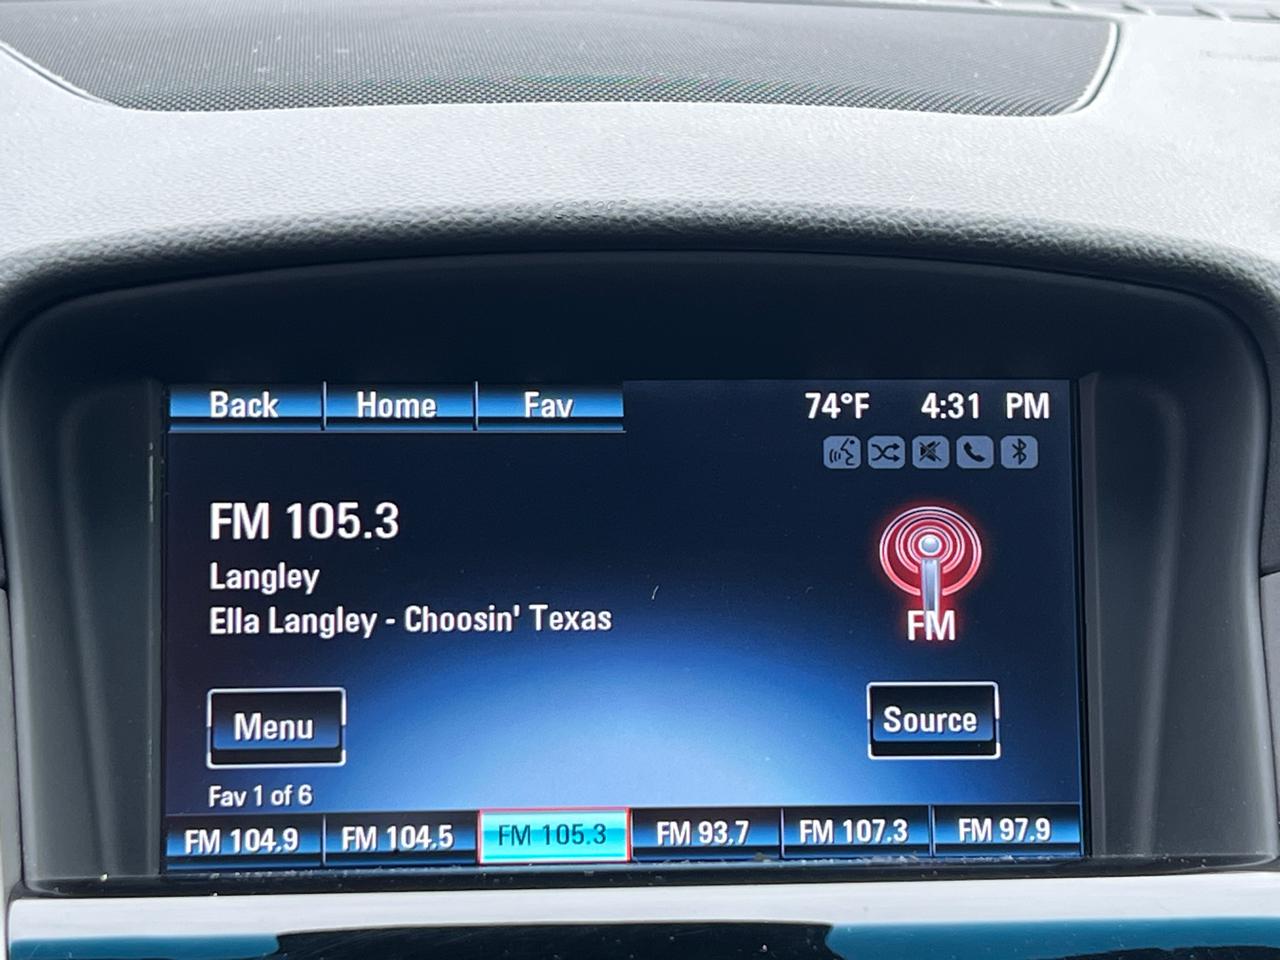 Back Home Fav 74°F 4:31 PM
FM 105.3
Langley
Ella Langley - Choosin' Texas
FM
Menu Source
Fav 1 of 6
FM 104.9 FM 104.5 FM 105.3 FM 93.7 FM 107.3 FM 97.9